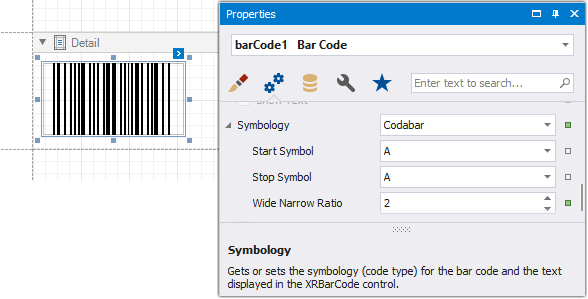 Properties
Detail
barCode1 Bar Code
Enter text to search...
Show Text
Symbology Codabar
Start Symbol A
Stop Symbol A
Wide Narrow Ratio 2
Symbology
Gets or sets the symbology (code type) for the bar code and the text
displayed in the XRBarCode control.